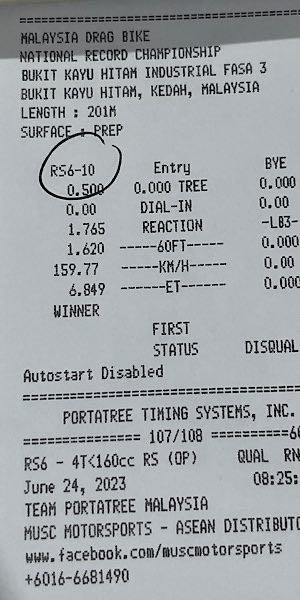 MALAYSIA DRAG BIKE
NATIONAL RECORD CHAMPIONSHIP
BUKIT KAYU HITAM INDUSTRIAL FASA 3
BUKIT KAYU HITAM, KEDAH, MALAYSIA
LENGTH : 201M
SURFACE : PREP
RS6-10 Entry BYE
0.500 0.000 TREE 0.000
0.00 DIAL-IN 0.00
1.765 REACTION -LB3-
1.620 -----60FT----- 0.000
159.77 -----KM/H----- 0.00
6.849 ------ET------ 0.000
WINNER
FIRST
STATUS DISQUAL
Autostart Disabled
PORTATREE TIMING SYSTEMS, INC.
=============== 107/108 ==========
RS6 - 4T<160cc RS (OP) QUAL RN
June 24, 2023 08:25:
TEAM PORTATREE MALAYSIA
MUSC MOTORSPORTS - ASEAN DISTRIBUTO
www.facebook.com/muscmotorsports
+6016-6681490